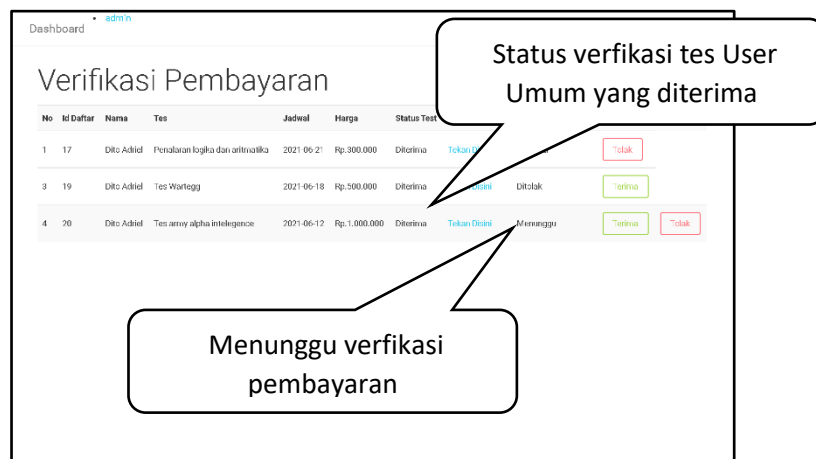 admin
Dashboard
Status verfikasi tes User
Umum yang diterima
Verifikasi Pembayaran
No Id Daftar Nama Tes Jadwal Harga Status Test
1 17 Dito Adriel Penalaran logika dan aritmatika 2021-06-21 Rp.300.000 Diterima Tekan Tolak
3 19 Dito Adriel Tes Wartegg 2021-06-18 Rp.500.000 Diterima Disini Ditolak Terima
4 20 Dito Adriel Tes army alpha intelegence 2021-06-12 Rp.1.000.000 Diterima Tekan Disini Menunggu Terima Tolak
Menunggu verfikasi
pembayaran